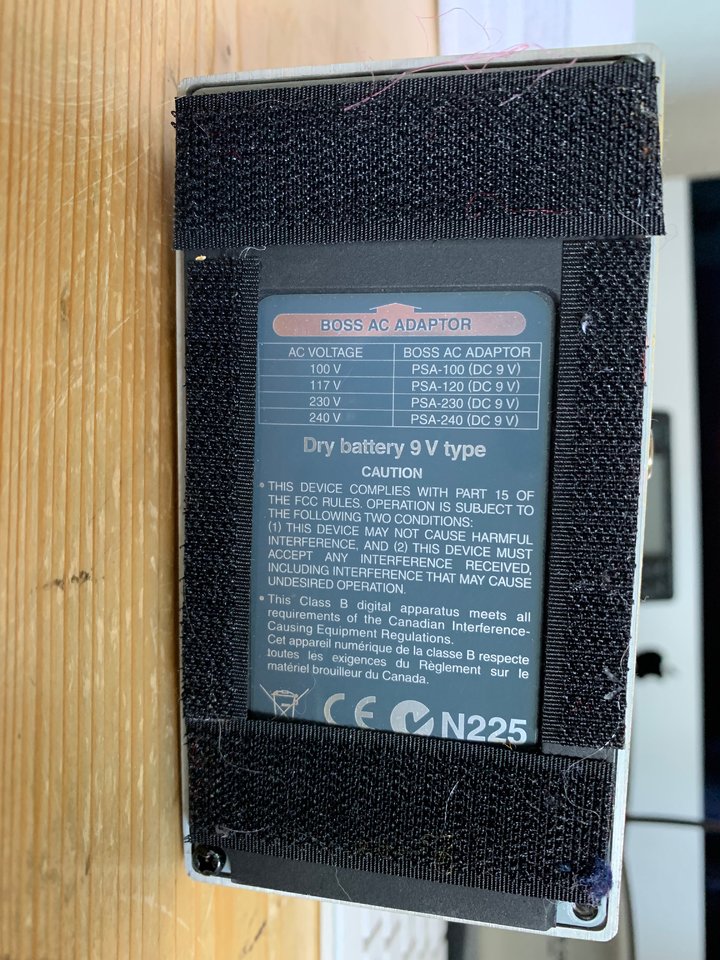 BOSS AC ADAPTOR
AC VOLTAGE BOSS AC ADAPTOR
100 V PSA-100 (DC 9 V)
117 V PSA-120 (DC 9 V)
230 V PSA-230 (DC 9 V)
240 V PSA-240 (DC 9 V)
Dry battery 9 V type
CAUTION
• THIS DEVICE COMPLIES WITH PART 15 OF
THE FCC RULES. OPERATION IS SUBJECT TO
THE FOLLOWING TWO CONDITIONS:
(1) THIS DEVICE MAY NOT CAUSE HARMFUL
INTERFERENCE, AND (2) THIS DEVICE MUST
ACCEPT ANY INTERFERENCE RECEIVED,
INCLUDING INTERFERENCE THAT MAY CAUSE
UNDESIRED OPERATION.
• This Class B digital apparatus meets all
requirements of the Canadian Interference-
Causing Equipment Regulations.
Cet appareil numérique de la classe B respecte
toutes les exigences du Règlement sur le
matériel brouilleur du Canada.
CE N225